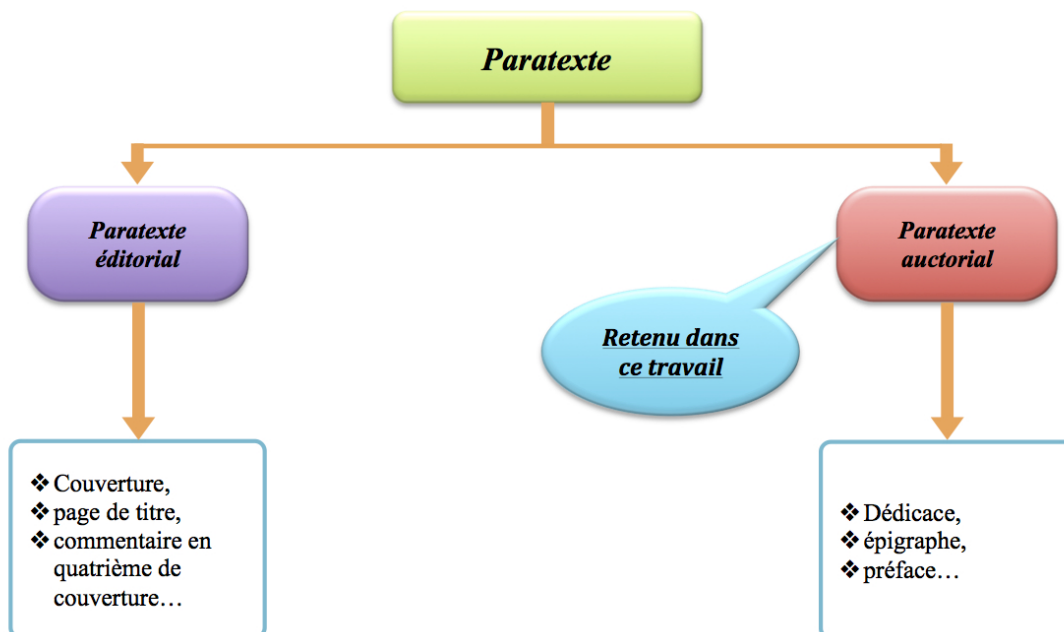 Paratexte
Paratexte
éditorial
Paratexte
auctorial
Retenu dans
ce travail
❖ Couverture,
❖ page de titre,
❖ commentaire en
quatrième de
couverture…
❖ Dédicace,
❖ épigraphe,
❖ préface…